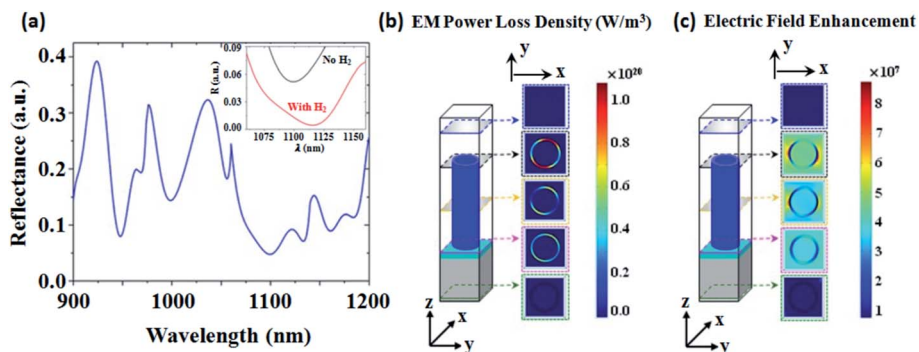 (a)
Reflectance (a.u.)
0.4
0.3
0.2
0.1
0.0
900
1000
1100
1200
Wavelength (nm)
R (a.u.)
0.09
0.06
0.03
0.00
No H2
With H2
1075
1100
1125
1150
λ (nm)
(b) EM Power Loss Density (W/m³)
y
x
×10²⁰
1.0
0.80
0.60
0.40
0.2
0.0
z
x
y
(c) Electric Field Enhancement
y
x
×10⁷
8
7
6
5
4
3
2
1
z
x
y